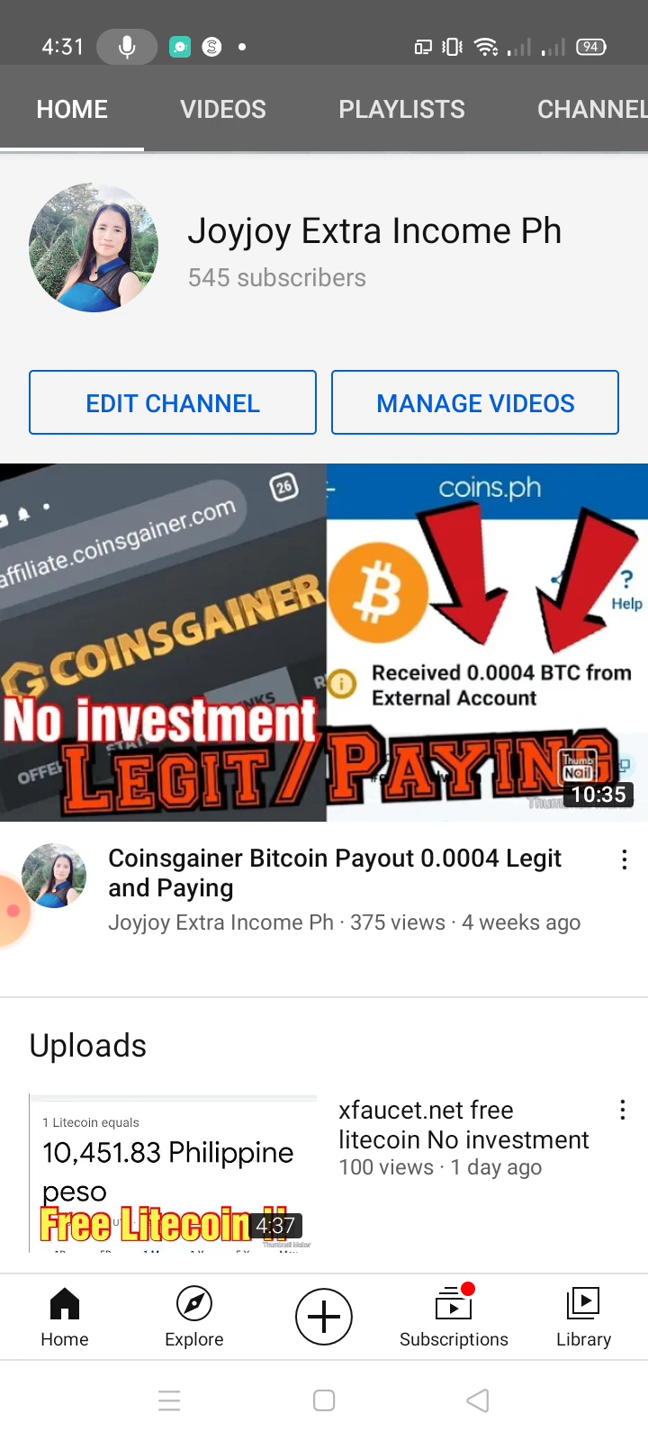 4:31
94
HOME VIDEOS PLAYLISTS CHANNEL
Joyjoy Extra Income Ph
545 subscribers
EDIT CHANNEL MANAGE VIDEOS
26
affiliate.coinsgainer.com
COINSGAINER
No investment
LEGIT/PAYING
coins.ph
Help
Received 0.0004 BTC from
External Account
Thumb
Nail
10:35
Coinsgainer Bitcoin Payout 0.0004 Legit
and Paying
Joyjoy Extra Income Ph · 375 views · 4 weeks ago
Uploads
1 Litecoin equals
10,451.83 Philippine
peso
Free Litecoin !!
4:37
Thumbnail Maker
xfaucet.net free
litecoin No investment
100 views · 1 day ago
Home Explore Subscriptions Library